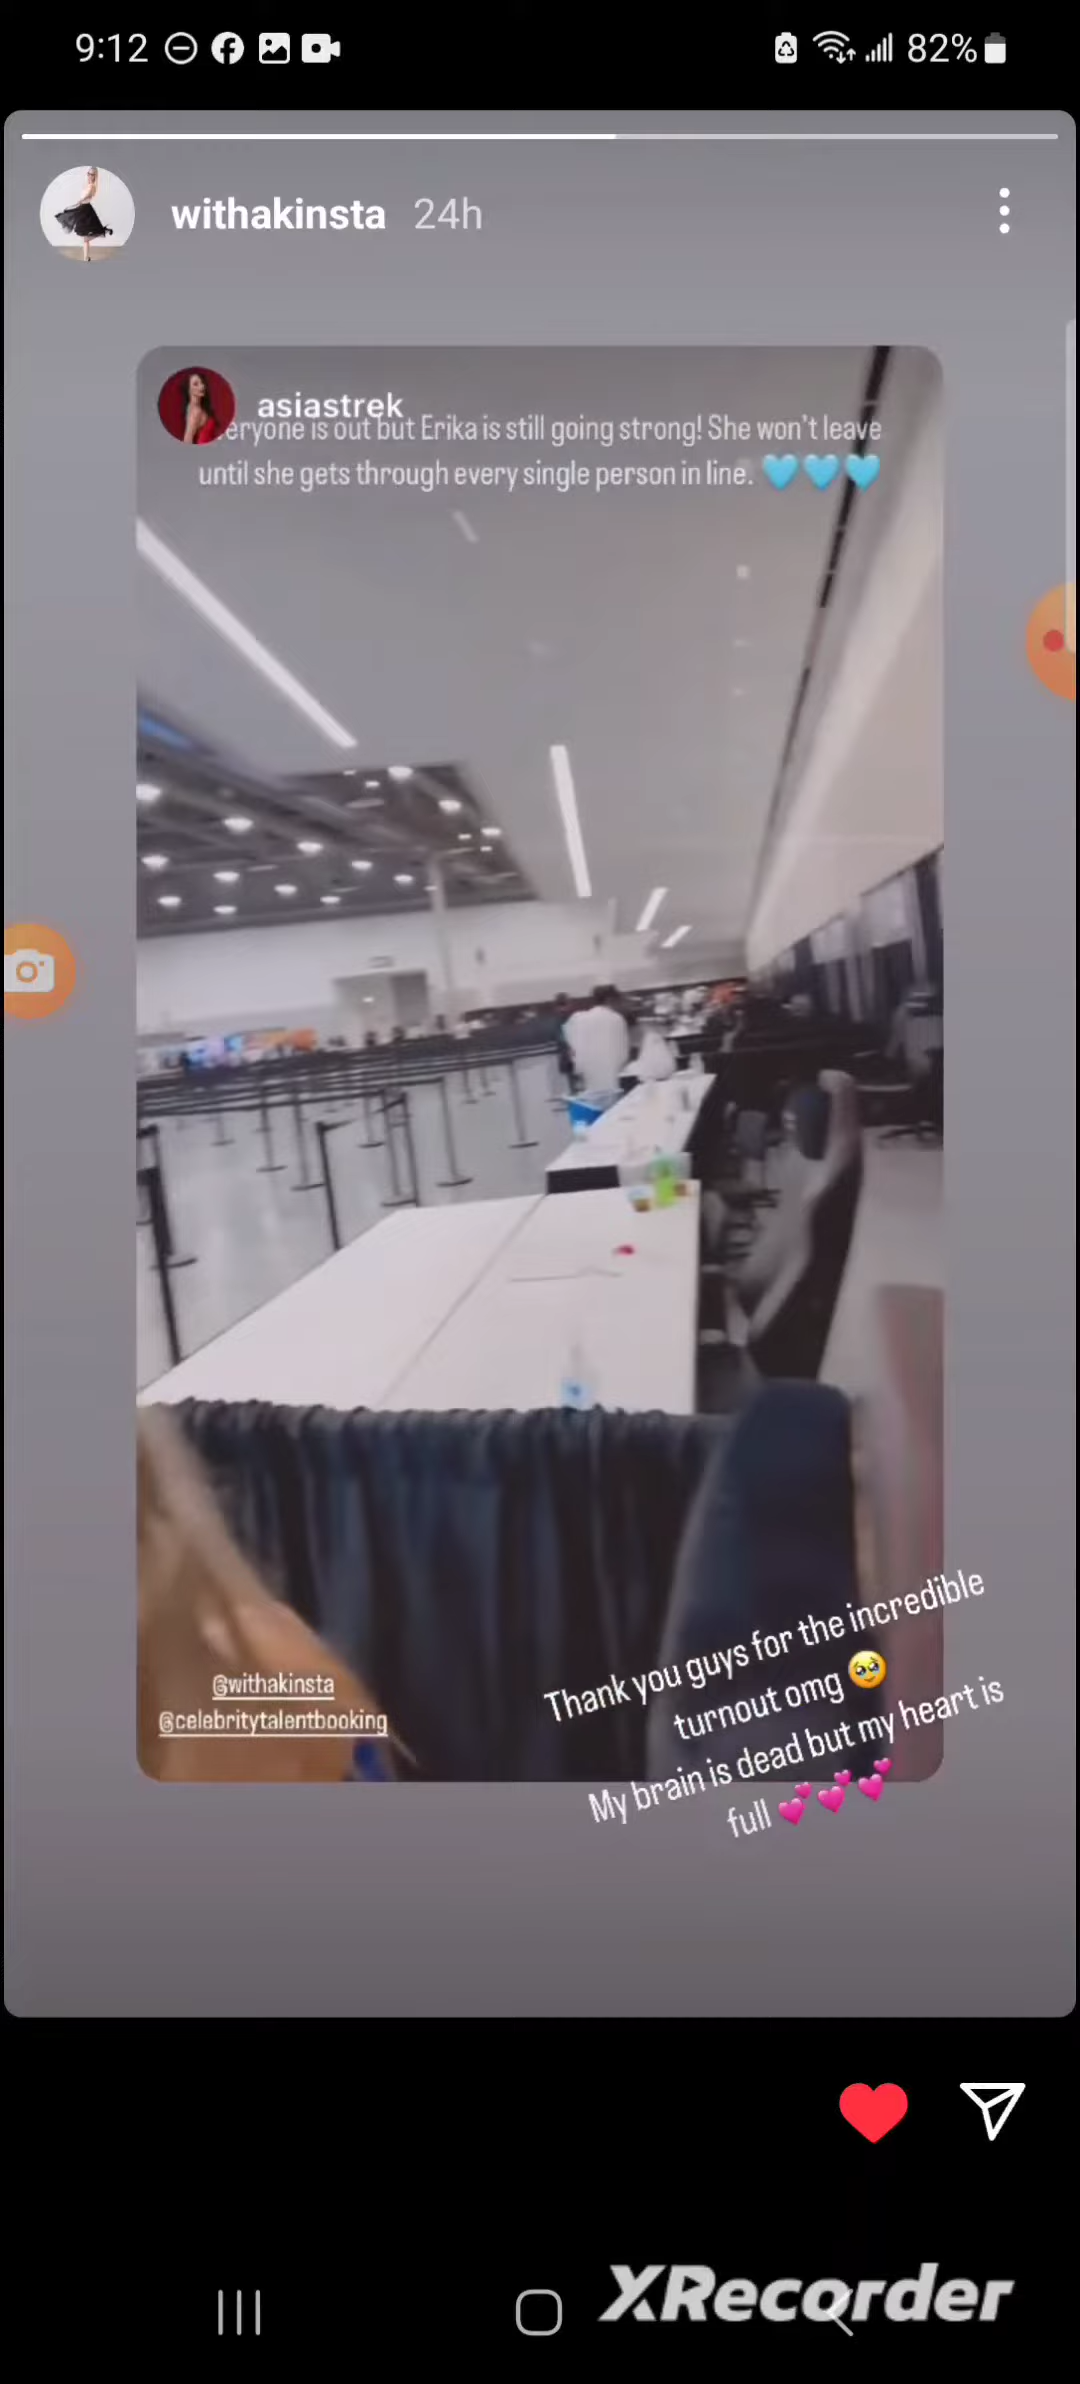 9:12
82%
withakinsta 24h
asiastrek
eryone is out but Erika is still going strong! She won't leave
until she gets through every single person in line. 🩵🩵🩵
@withakinsta
@celebritytalentbooking
Thank you guys for the incredible
turnout omg 🥹
My brain is dead but my heart is
full 💕💕💕
XRecorder